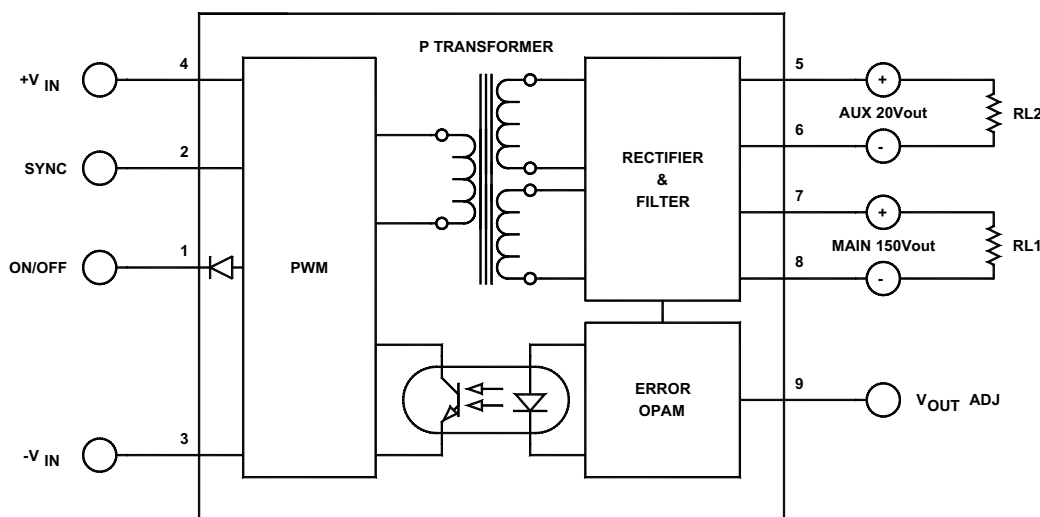 P TRANSFORMER
+V IN
4
SYNC
2
ON/OFF
1
-V IN
3
PWM
RECTIFIER
&
FILTER
ERROR
OPAM
5
+
AUX 20Vout
RL2
6
-
7
+
MAIN 150Vout
RL1
8
-
9
VOUT ADJ